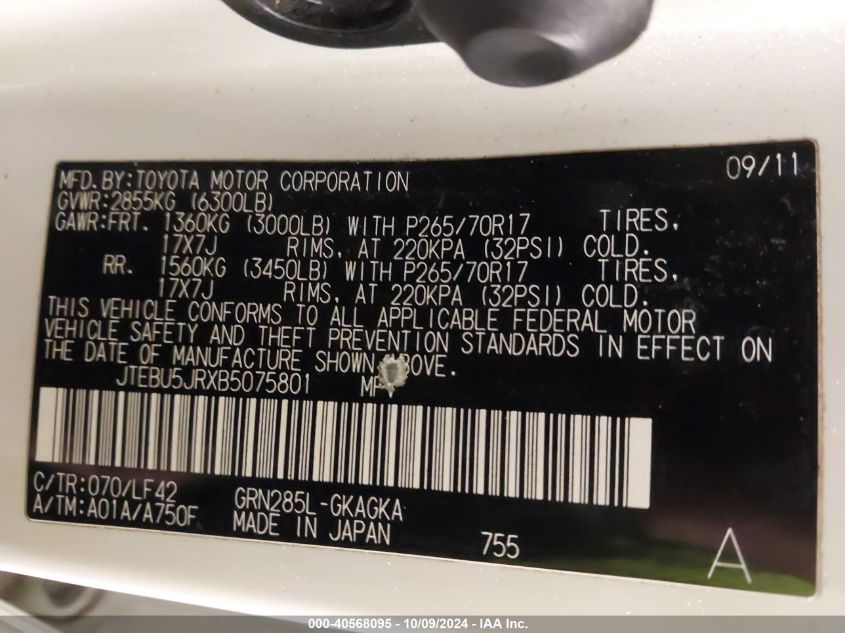 MFD.BY:TOYOTA MOTOR CORPORATION 09/11
GVWR:2855KG (6300LB)
GAWR:FRT. 1360KG (3000LB) WITH P265/70R17 TIRES,
17X7J RIMS, AT 220KPA (32PSI) COLD.
RR. 1560KG (3450LB) WITH P265/70R17 TIRES,
17X7J RIMS, AT 220KPA (32PSI) COLD.
THIS VEHICLE CONFORMS TO ALL APPLICABLE FEDERAL MOTOR
VEHICLE SAFETY AND THEFT PREVENTION STANDARDS IN EFFECT ON
THE DATE OF MANUFACTURE SHOWN ABOVE.
JTEBU5JRXB5075801 MPV
C/TR:070/LF42 GRN285L-GKAGKA
A/TM:A01A/A750F MADE IN JAPAN 755 A
000-40568095 - 10/09/2024 - IAA Inc.